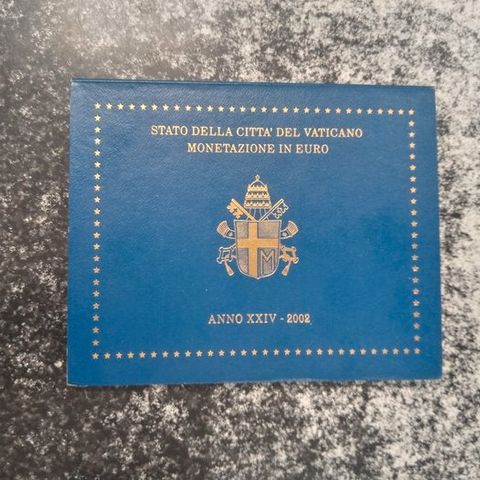 STATO DELLA CITTA' DEL VATICANO
MONETAZIONE IN EURO
M
ANNO XXIV - 2002